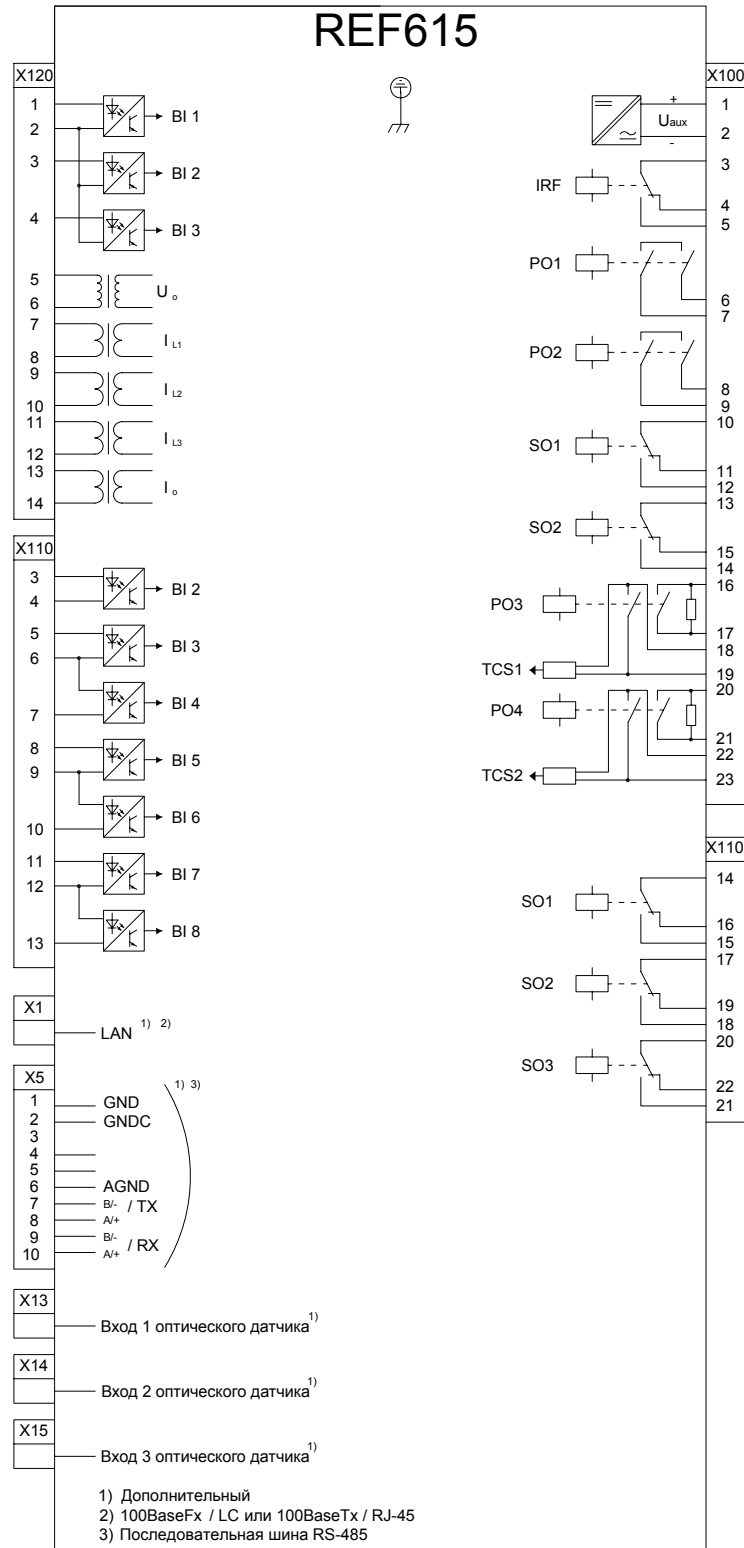 REF615
X120
1
2
BI 1
3
BI 2
4
BI 3
5
6
U o
7
8
I L1
9
10
I L2
11
12
I L3
13
14
I o
X110
3
4
BI 2
5
6
BI 3
7
BI 4
8
9
BI 5
10
BI 6
11
12
BI 7
13
BI 8
X1
LAN 1) 2)
X5
1) 3)
1 GND
2 GNDC
3
4
5
6 AGND
7 B/- / TX
8 A/+
9 B/- / RX
10 A/+
X13
Вход 1 оптического датчика 1)
X14
Вход 2 оптического датчика 1)
X15
Вход 3 оптического датчика 1)
1) Дополнительный
2) 100BaseFx / LC или 100BaseTx / RJ-45
3) Последовательная шина RS-485
X100
+ 1
Uaux
- 2
3
IRF
4
5
PO1
6
7
PO2
8
9
10
SO1
11
12
13
SO2
15
14
16
PO3
17
18
TCS1
19
20
PO4
21
22
TCS2
23
X110
14
SO1
16
15
17
SO2
19
18
20
SO3
22
21